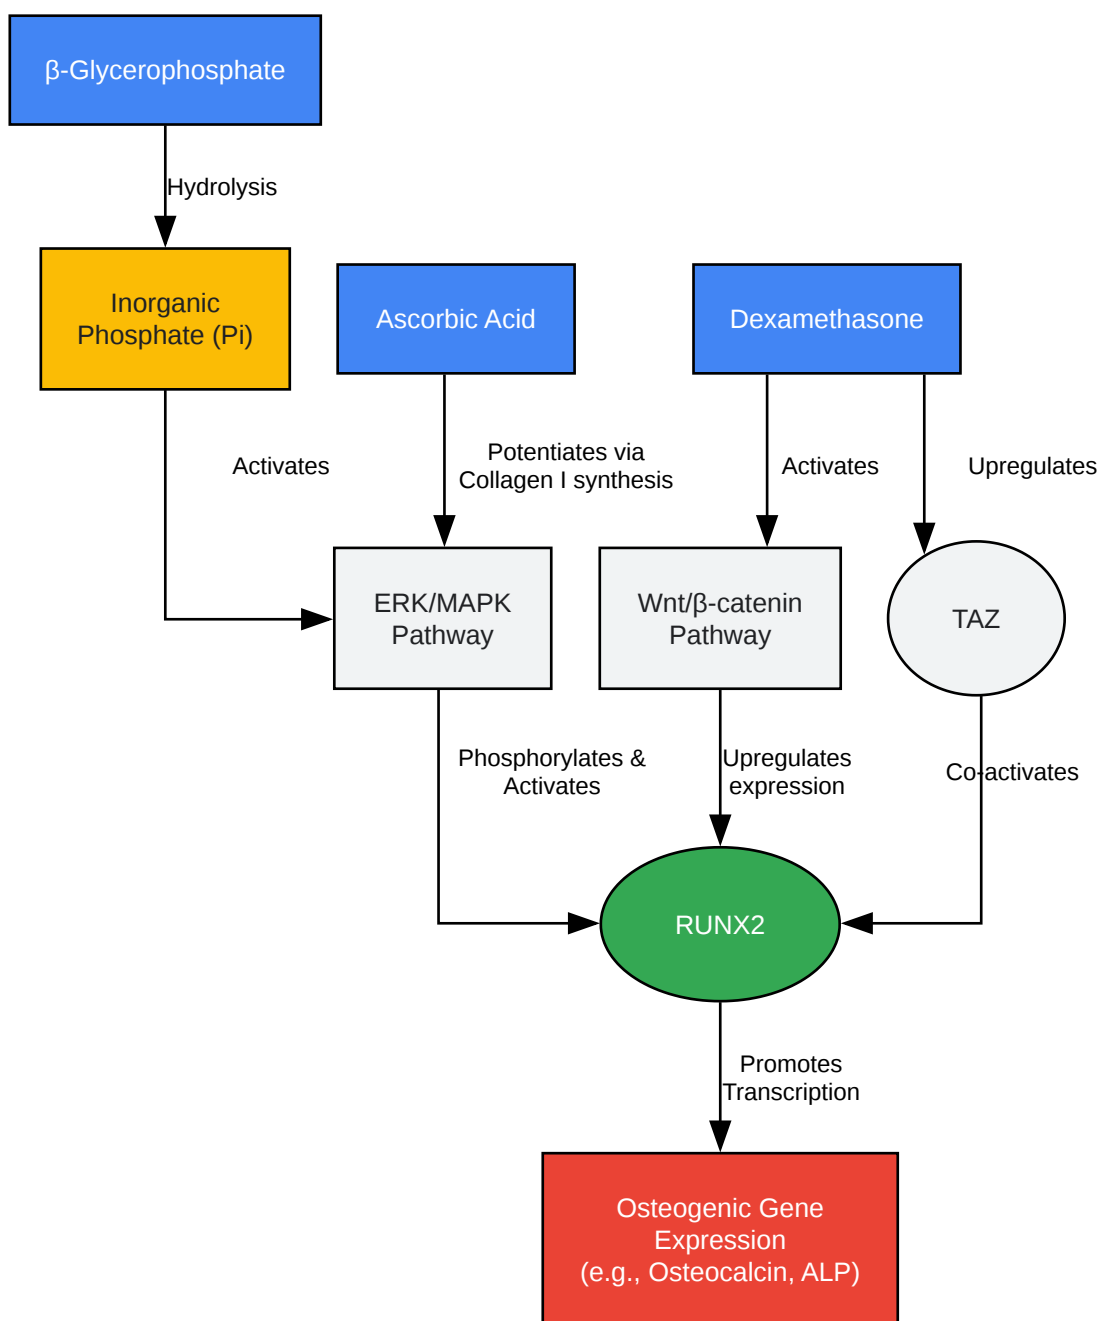 β-Glycerophosphate
Hydrolysis
Inorganic
Phosphate (Pi)
Ascorbic Acid
Dexamethasone
Activates
Potentiates via
Collagen I synthesis
Activates
Upregulates
ERK/MAPK
Pathway
Wnt/β-catenin
Pathway
TAZ
Phosphorylates &
Activates
Upregulates
expression
Co-activates
RUNX2
Promotes
Transcription
Osteogenic Gene
Expression
(e.g., Osteocalcin, ALP)